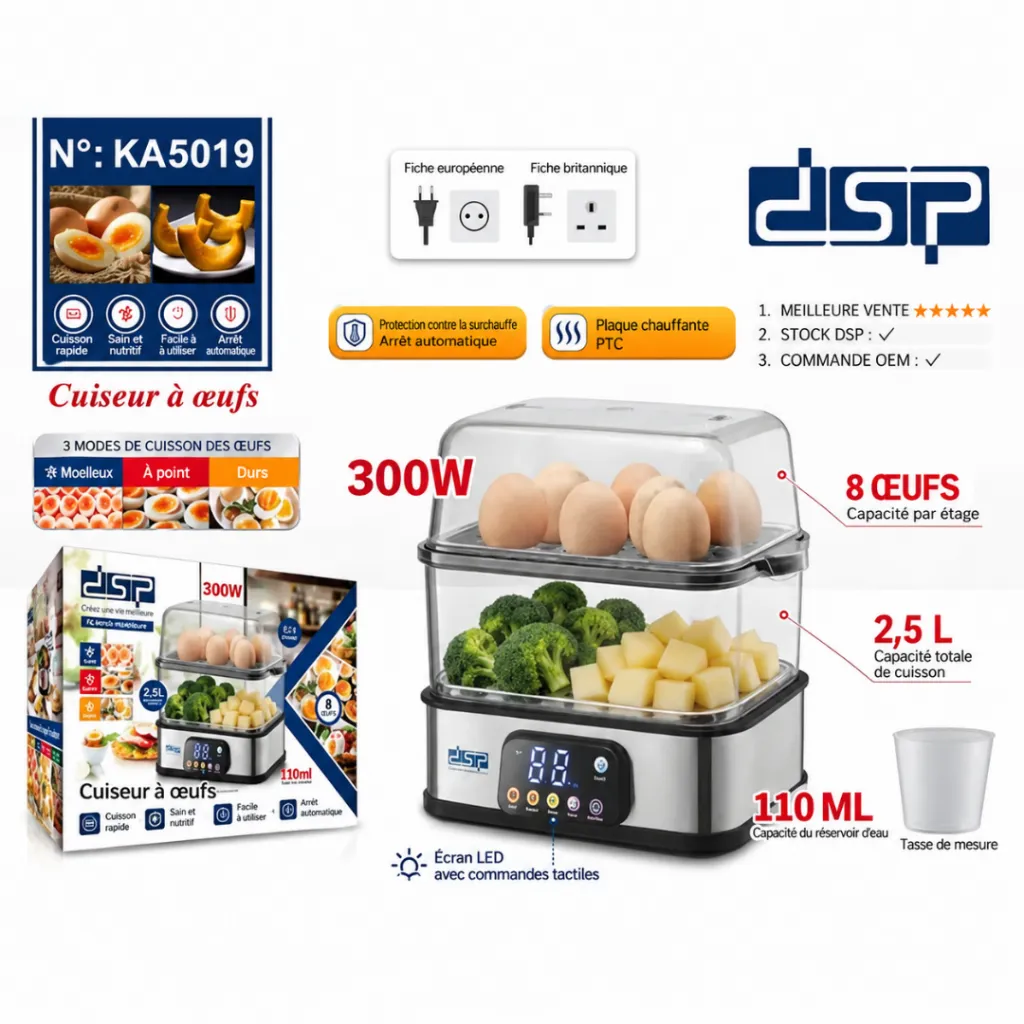 N°: KA5019
Cuisson rapide
Sain et nutritif
Facile à à utiliser
Arrêt automatique
Cuiseur à œufs
3 MODES DE CUISSON DES ŒUFS
Moelleux
À point
Durs
Fiche européenne
Fiche britannique
dsp
Protection contre la surchauffe
Arrêt automatique
Plaque chauffante
PTC
1. MEILLEURE VENTE
2. STOCK DSP : ✓
3. COMMANDE OEM : ✓
300W
8 ŒUFS
Capacité par étage
2,5 L
Capacité totale
de cuisson
110 ML
Capacité du réservoir d'eau
Tasse de mesure
Écran LED
avec commandes tactiles
dsp
88
dsp
Créez une vie meilleure
300W
2,5L
8
ŒUFS
dsp
88
110ml
Cuiseur à œufs
Cuisson
rapide
Sain et
nutritif
Facile
à utiliser
Arrêt
automatique